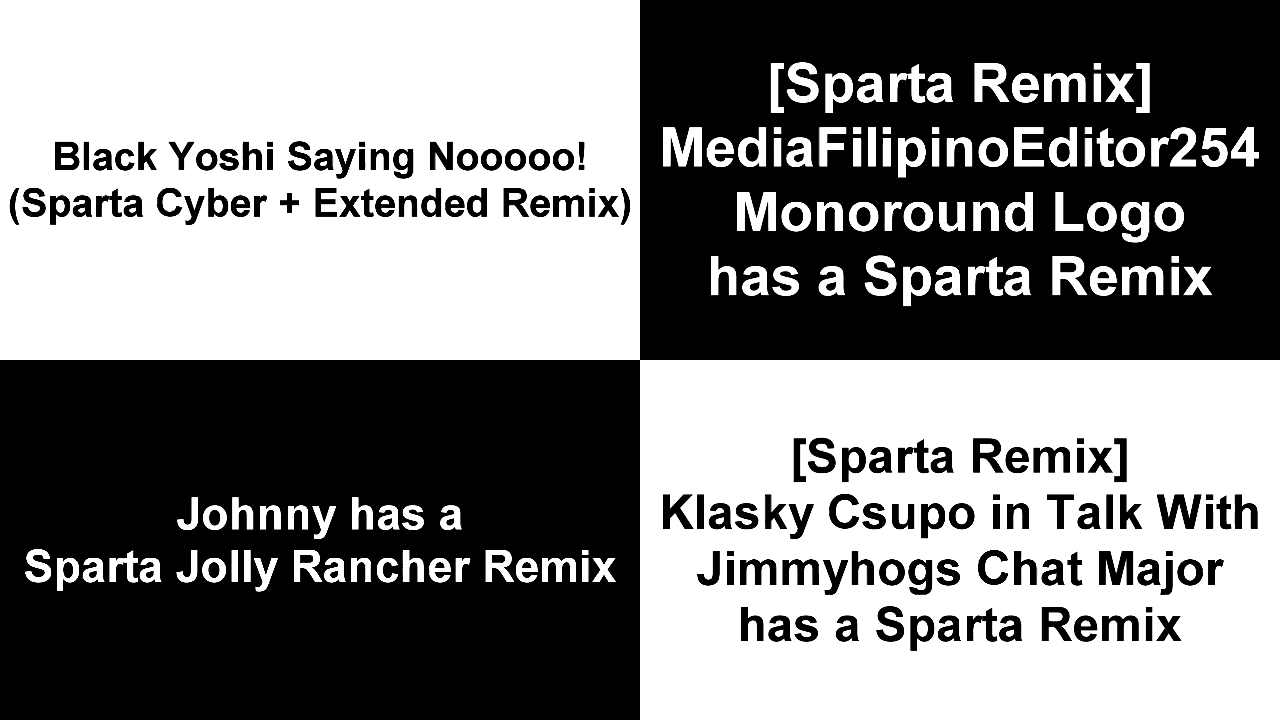 Black Yoshi Saying Nooooo!
(Sparta Cyber + Extended Remix)
[Sparta Remix]
MediaFilipinoEditor254
Monoround Logo
has a Sparta Remix
Johnny has a
Sparta Jolly Rancher Remix
[Sparta Remix]
Klasky Csupo in Talk With
Jimmyhogs Chat Major
has a Sparta Remix